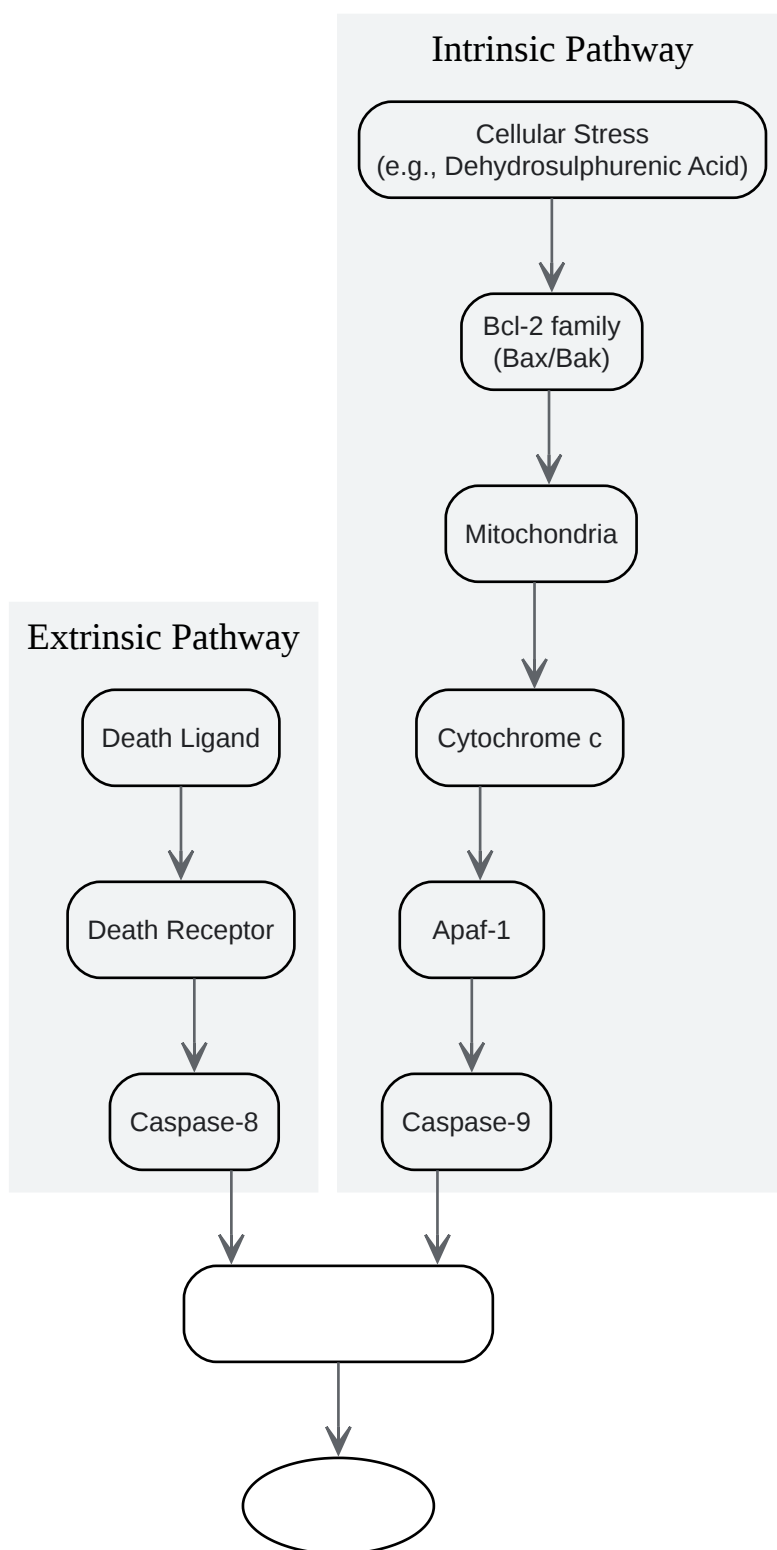 Intrinsic Pathway
Cellular Stress
(e.g., Dehydrosulphurenic Acid)
Bcl-2 family
(Bax/Bak)
Mitochondria
Extrinsic Pathway
Death Ligand
Cytochrome c
Death Receptor
Apaf-1
Caspase-8
Caspase-9